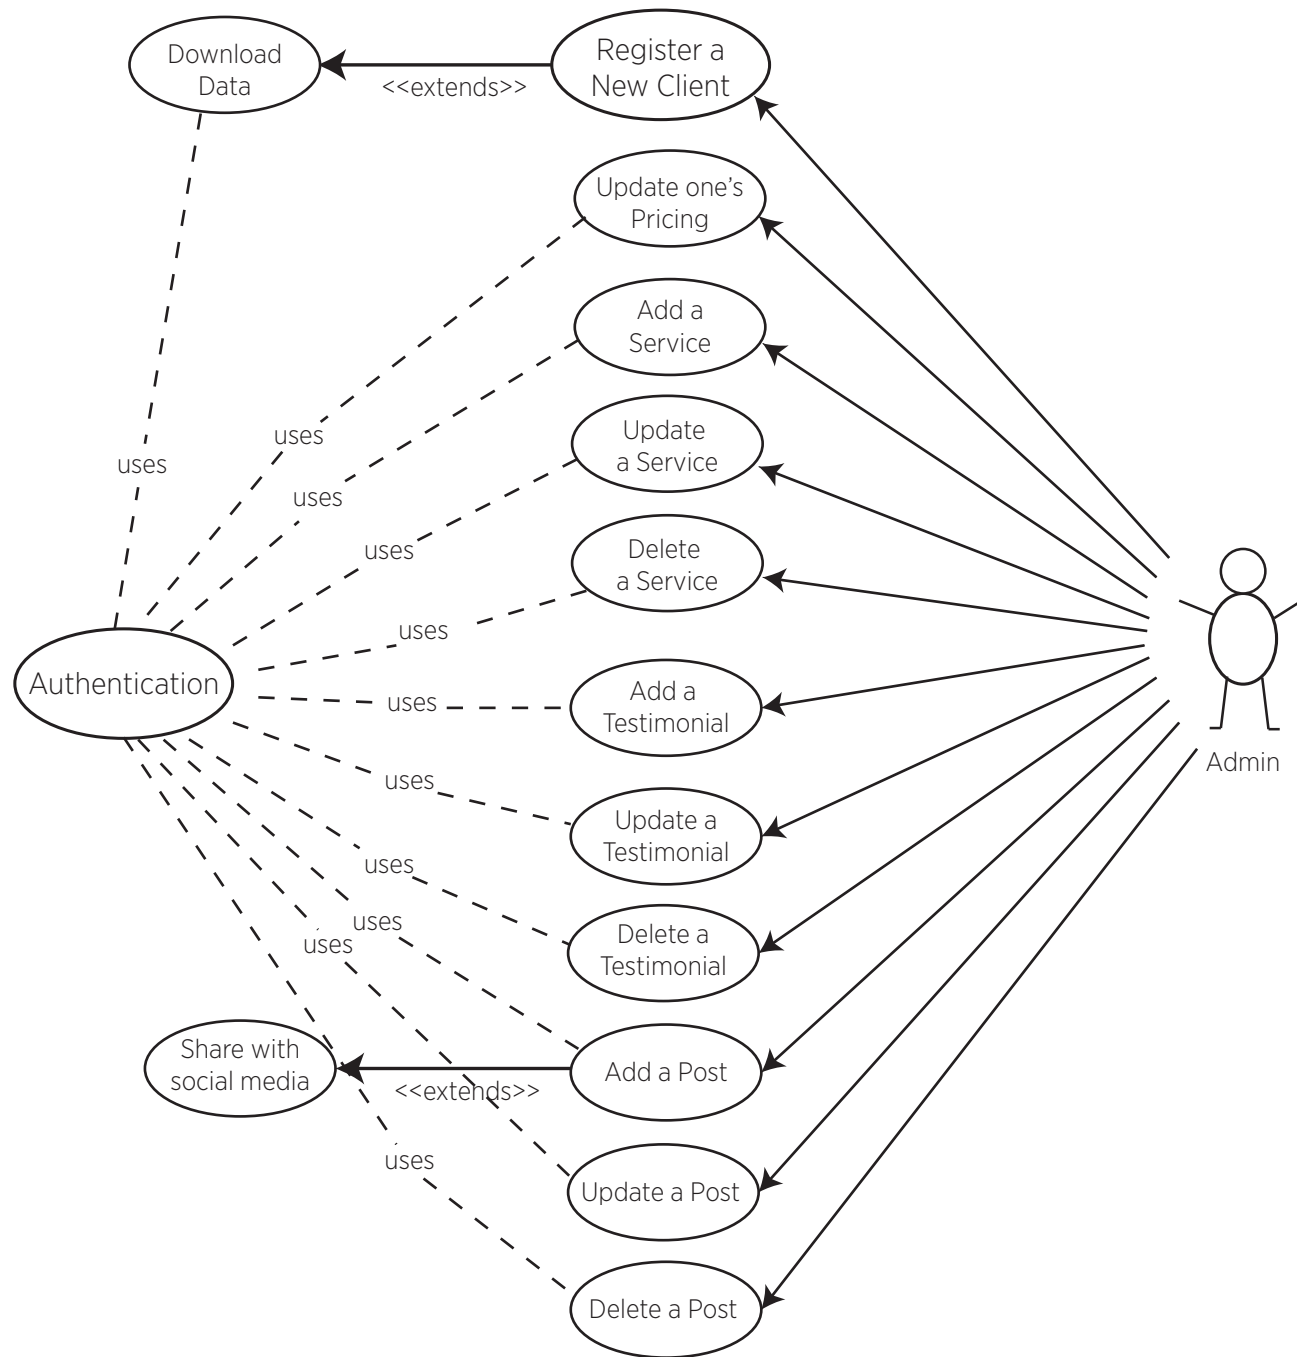 Download
Data
<<extends>>
Register a
New Client
Update one's
Pricing
Add a
Service
uses
Update
a Service
uses
uses
uses
Delete
a Service
uses
Authentication
Add a
Testimonial
uses
Admin
uses
Update a
Testimonial
uses
Delete a
Testimonial
uses
uses
Share with
social media
<<extends>>
Add a Post
uses
Update a Post
Delete a Post